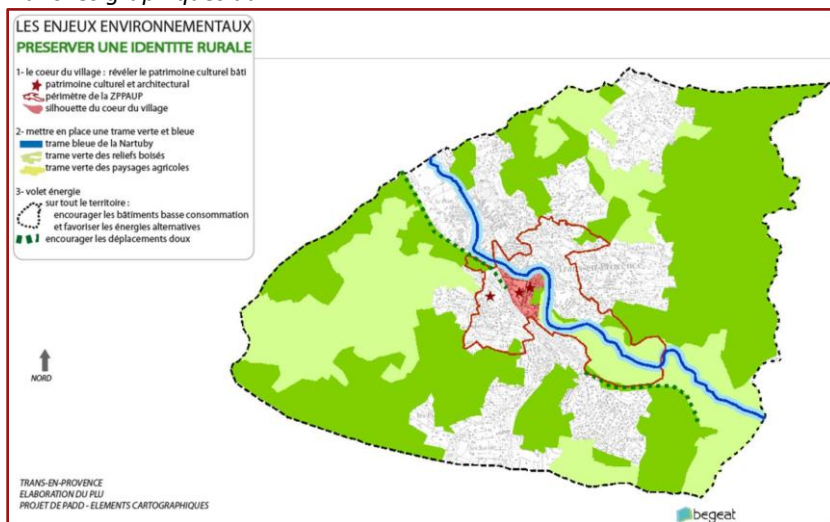 LES ENJEUX ENVIRONNEMENTAUX
PRESERVER UNE IDENTITE RURALE
1- le coeur du village : révéler le patrimoine culturel bâti
patrimoine culturel et architectural
périmètre de la ZPPAUP
silhouette du coeur du village
2- mettre en place une trame verte et bleue
trame bleue de la Nartuby
trame verte des reliefs boisés
trame verte des paysages agricoles
3- volet énergie
sur tout le territoire :
encourager les bâtiments basse consommation
et favoriser les énergies alternatives
encourager les déplacements doux
NORD
Trans-en-Provence
TRANS-EN-PROVENCE
ELABORATION DU PLU
PROJET DE PADD - ELEMENTS CARTOGRAPHIQUES
begeat